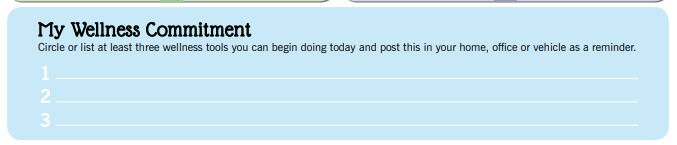 My Wellness Commitment
Circle or list at least three wellness tools you can begin doing today and post this in your home, office or vehicle as a reminder.
1
2
3